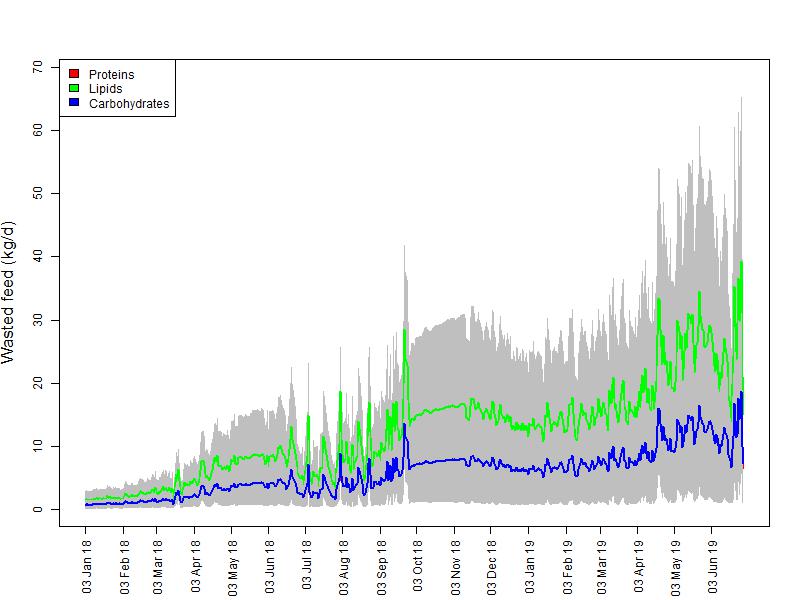 Proteins
Lipids
Carbohydrates
Wasted feed (kg/d)
70
60
50
40
30
20
10
0
03 Jan 18
03 Feb 18
03 Mar 18
03 Apr 18
03 May 18
03 Jun 18
03 Jul 18
03 Aug 18
03 Sep 18
03 Oct 18
03 Nov 18
03 Dec 18
03 Jan 19
03 Feb 19
03 Mar 19
03 Apr 19
03 May 19
03 Jun 19